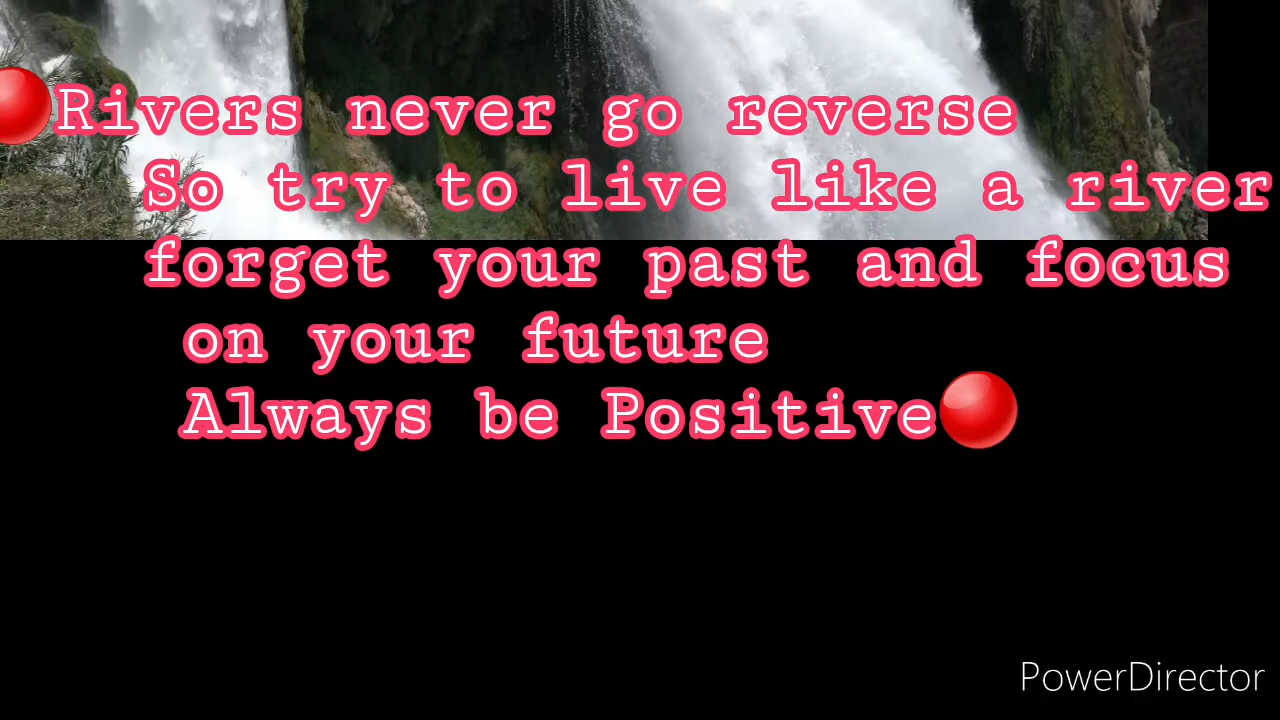 🔴Rivers never go reverse
So try to live like a river
forget your past and focus
on your future
Always be Positive🔴
PowerDirector